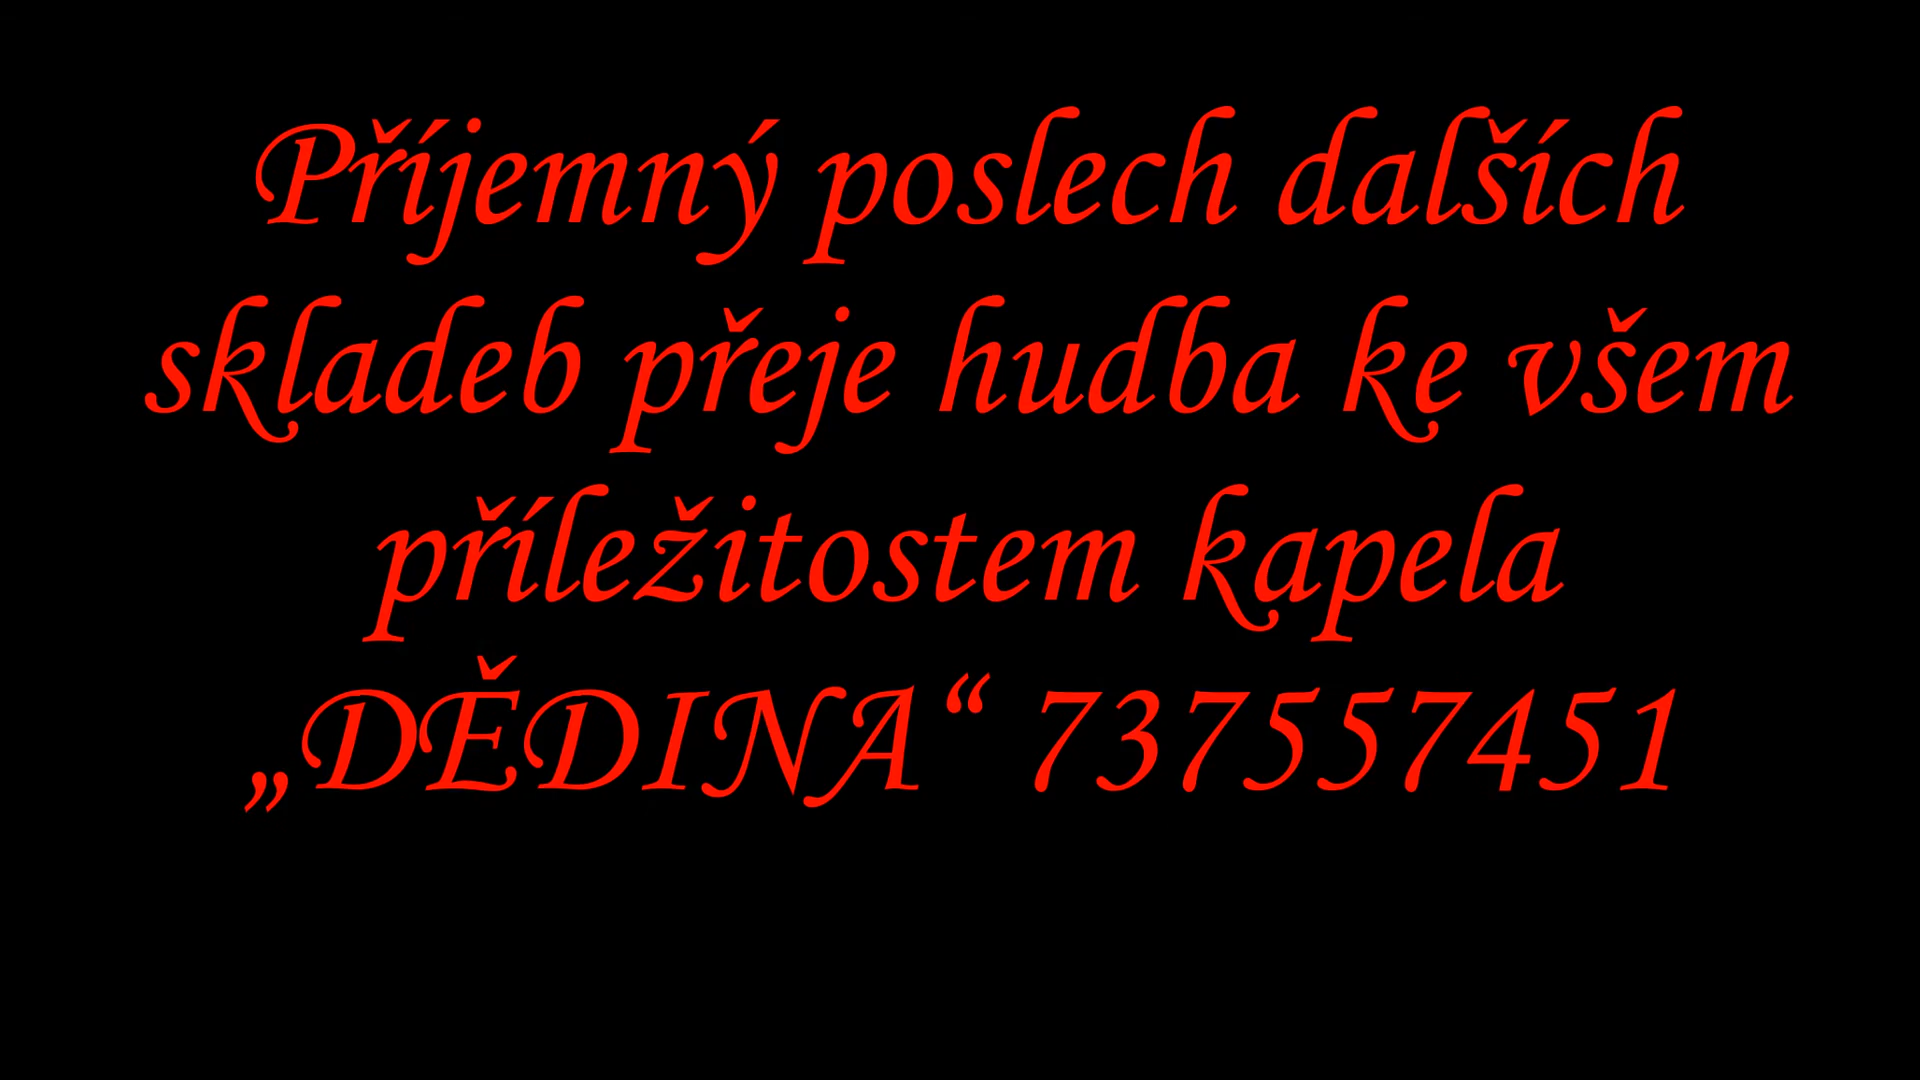 Příjemný poslech dalších
skladeb přeje hudba ke všem
příležitostem kapela
„DĚDINA“ 737557451